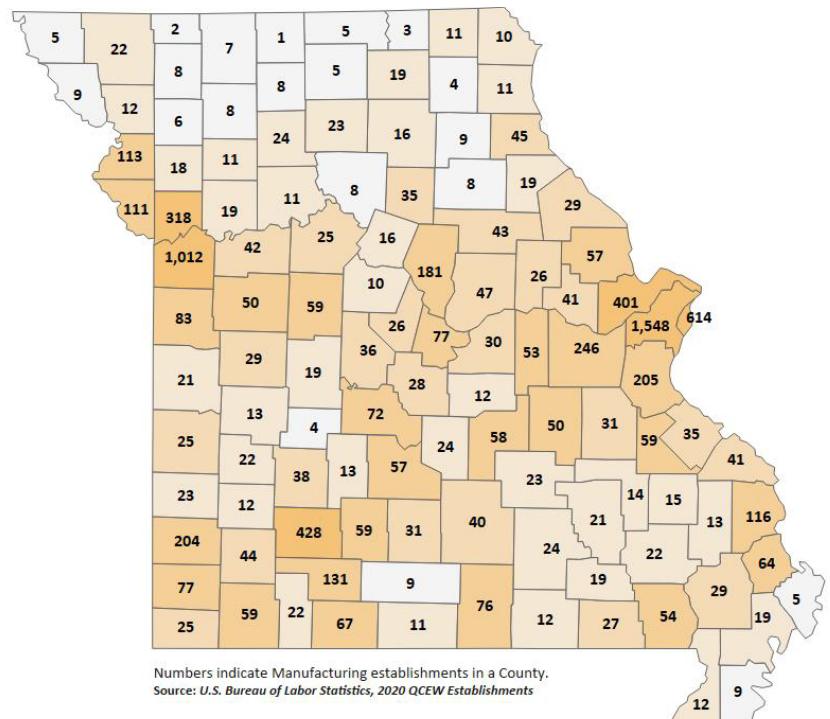 5 22 2 7 1 5 3 11 10
9 12 8 8 8 5 19 4 11
6 24 23 16 9 45
113 18 11 8 35 8 19 29
111 318 19 11 25 16 43 57
1,012 42 10 181 47 26 41 401 1,548 614
83 50 59 26 77 30 53 246 205
21 29 19 36 28 12
25 13 4 72 24 58 50 31 59 35 41
23 22 38 13 57 23 14 15 13 116
204 12 428 59 31 40 21 22 64
77 44 131 9 24 19 29 5
25 59 22 67 11 76 12 27 54 19
12 9
Numbers indicate Manufacturing establishments in a County.
Source: U.S. Bureau of Labor Statistics, 2020 QCEW Establishments